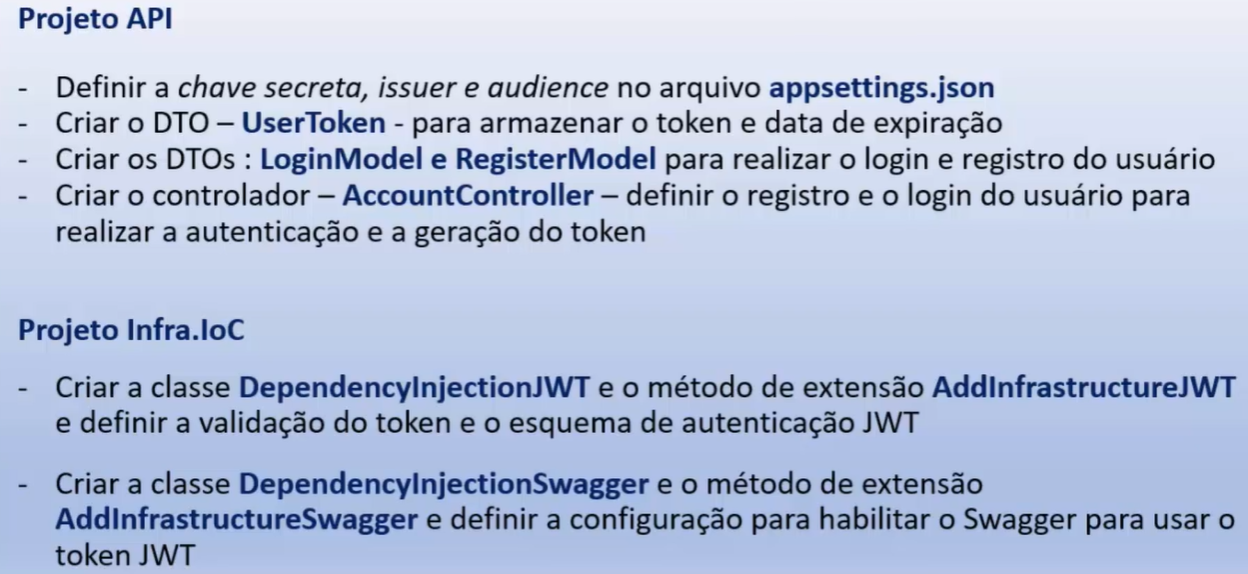 Projeto API
- Definir a chave secreta, issuer e audience no arquivo appsettings.json
- Criar o DTO – UserToken - para armazenar o token e data de expiração
- Criar os DTOs : LoginModel e RegisterModel para realizar o login e registro do usuário
- Criar o controlador – AccountController – definir o registro e o login do usuário para
realizar a autenticação e a geração do token
Projeto Infra.IoC
- Criar a classe DependencyInjectionJWT e o método de extensão AddInfrastructureJWT
e definir a validação do token e o esquema de autenticação JWT
- Criar a classe DependencyInjectionSwagger e o método de extensão
AddInfrastructureSwagger e definir a configuração para habilitar o Swagger para usar o
token JWT